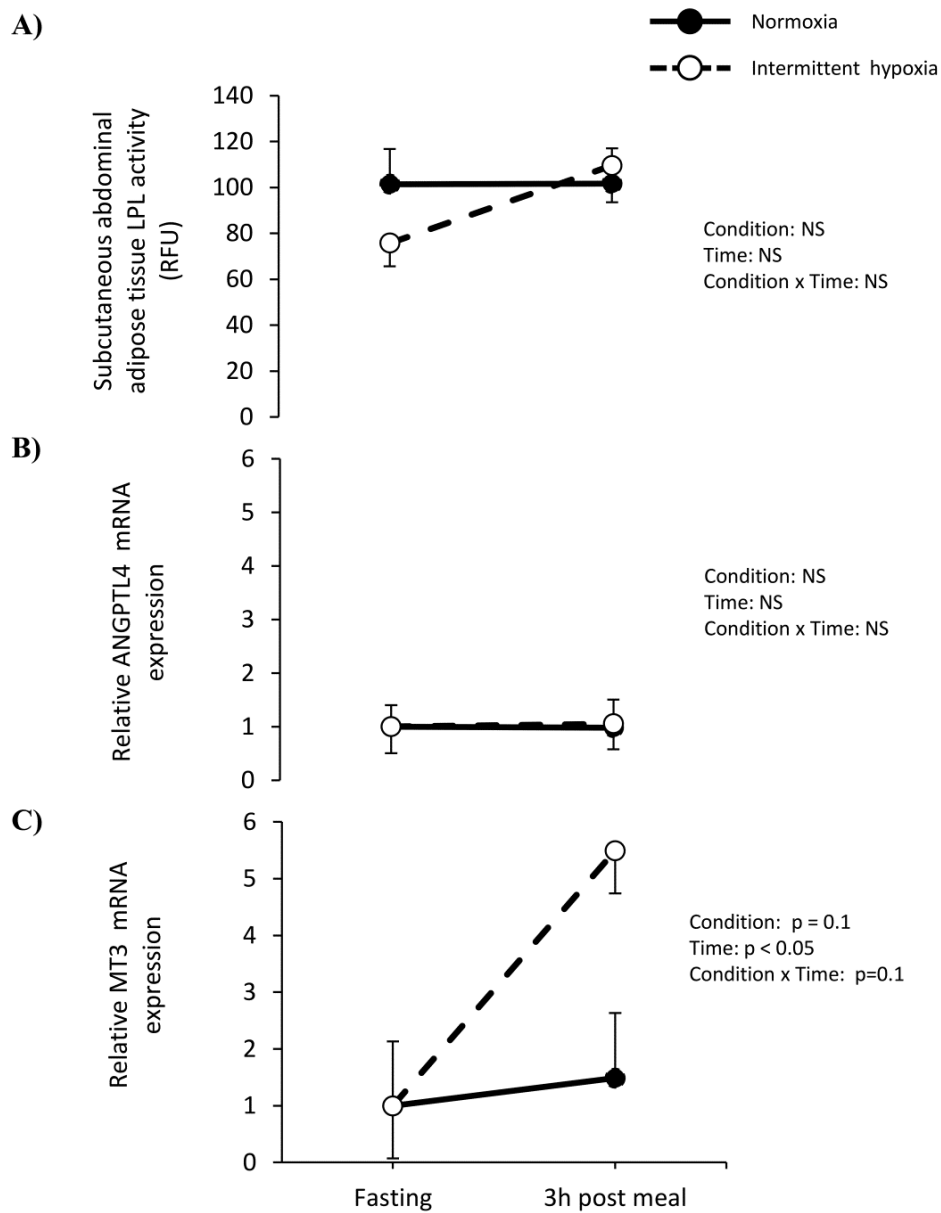 A)
Normoxia
Intermittent hypoxia
Subcutaneous abdominal
adipose tissue LPL activity
(RFU)
140
120
100
80
60
40
20
0
Condition: NS
Time: NS
Condition x Time: NS
B)
Relative ANGPTL4 mRNA
expression
6
5
4
3
2
1
0
Condition: NS
Time: NS
Condition x Time: NS
C)
Relative MT3 mRNA
expression
6
5
4
3
2
1
0
Condition: p = 0.1
Time: p < 0.05
Condition x Time: p=0.1
Fasting
3h post meal